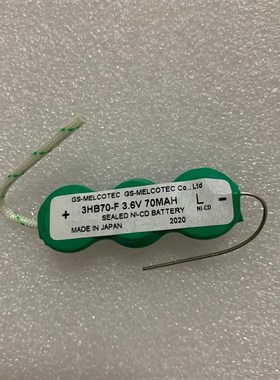 GS-MELCOTEC GS-MELCOTEC Co.,Ltd
+ 3HB70-F 3.6V 70MAH L -
SEALED NI-CD BATTERY NI-CD
MADE IN JAPAN 2020